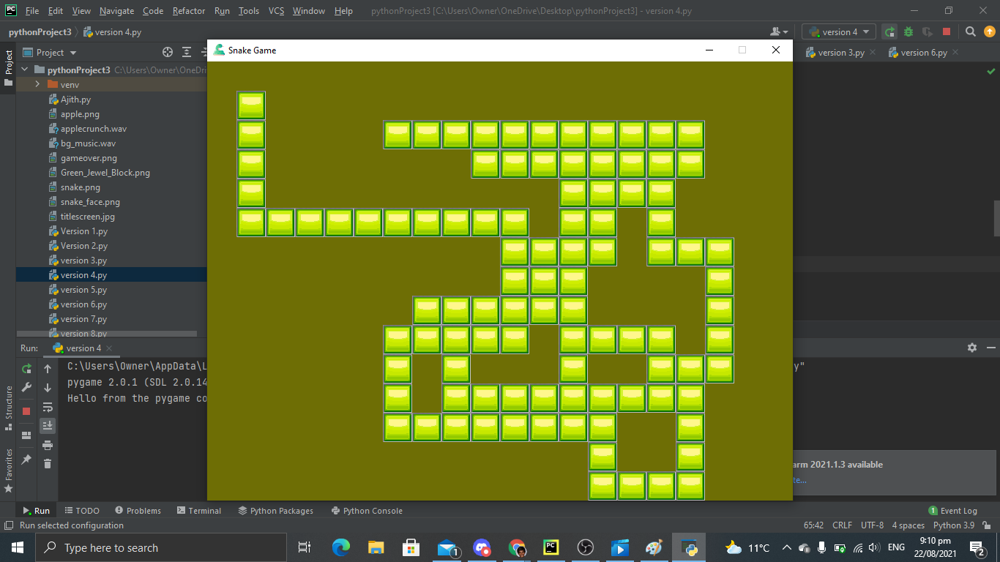 PC File Edit View Navigate Code Refactor Run Tools VCS Window Help pythonProject3 [C:\Users\Owner\OneDrive\Desktop\pythonProject3] - version 4.py
pythonProject3 version 4.py version 4
Project Snake Game version 3.py version 6.py
Project
pythonProject3 C:\Users\Owner\OneDri
venv
Ajith.py
apple.png
applecrunch.wav
bg_music.wav
gameover.png
Green_Jewel_Block.png
snake.png
snake_face.png
titlescreen.jpg
Version 1.py
Version 2.py
version 3.py
version 4.py
version 5.py
version 6.py
version 7.py
version 8.py
Run: version 4
C:\Users\Owner\AppData\L y"
pygame 2.0.1 (SDL 2.0.14
Hello from the pygame co
Structure
Favorites
arm 2021.1.3 available
te...
Run TODO Problems Terminal Python Packages Python Console 1 Event Log
Run selected configuration 65:42 CRLF UTF-8 4 spaces Python 3.9
Type here to search 1 PC 11°C ENG 9:10 pm 2
22/08/2021